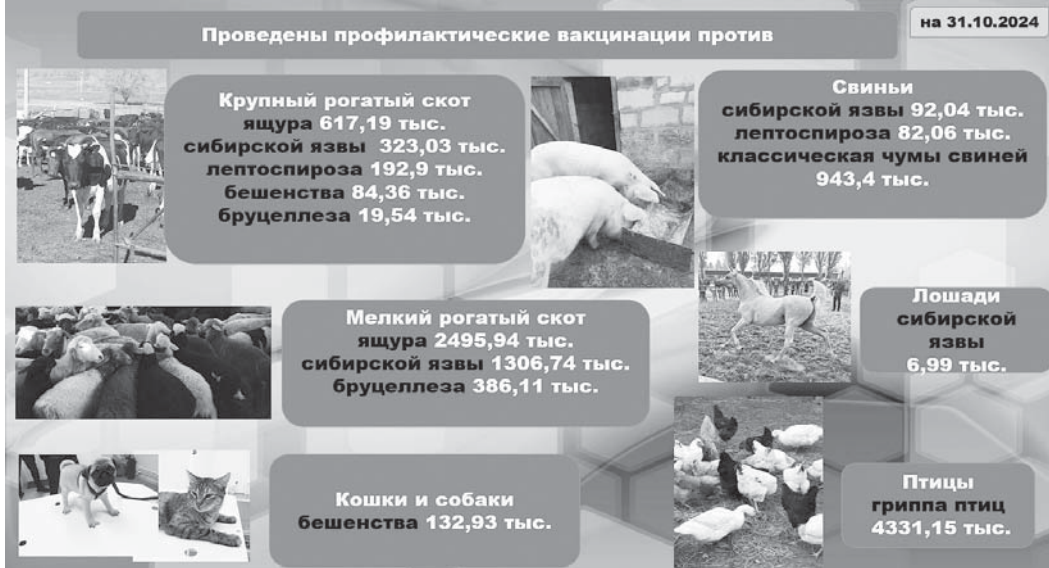 на 31.10.2024
Проведены профилактические вакцинации против
Крупный рогатый скот
ящура 617,19 тыс.
сибирской язвы 323,03 тыс.
лептоспироза 192,9 тыс.
бешенства 84,36 тыс.
бруцеллеза 19,54 тыс.
Свиньи
сибирской язвы 92,04 тыс.
лептоспироза 82,06 тыс.
классическая чумы свиней
943,4 тыс.
Мелкий рогатый скот
ящура 2495,94 тыс.
сибирской язвы 1306,74 тыс.
бруцеллеза 386,11 тыс.
Лошади
сибирской
язвы
6,99 тыс.
Кошки и собаки
бешенства 132,93 тыс.
Птицы
гриппа птиц
4331,15 тыс.